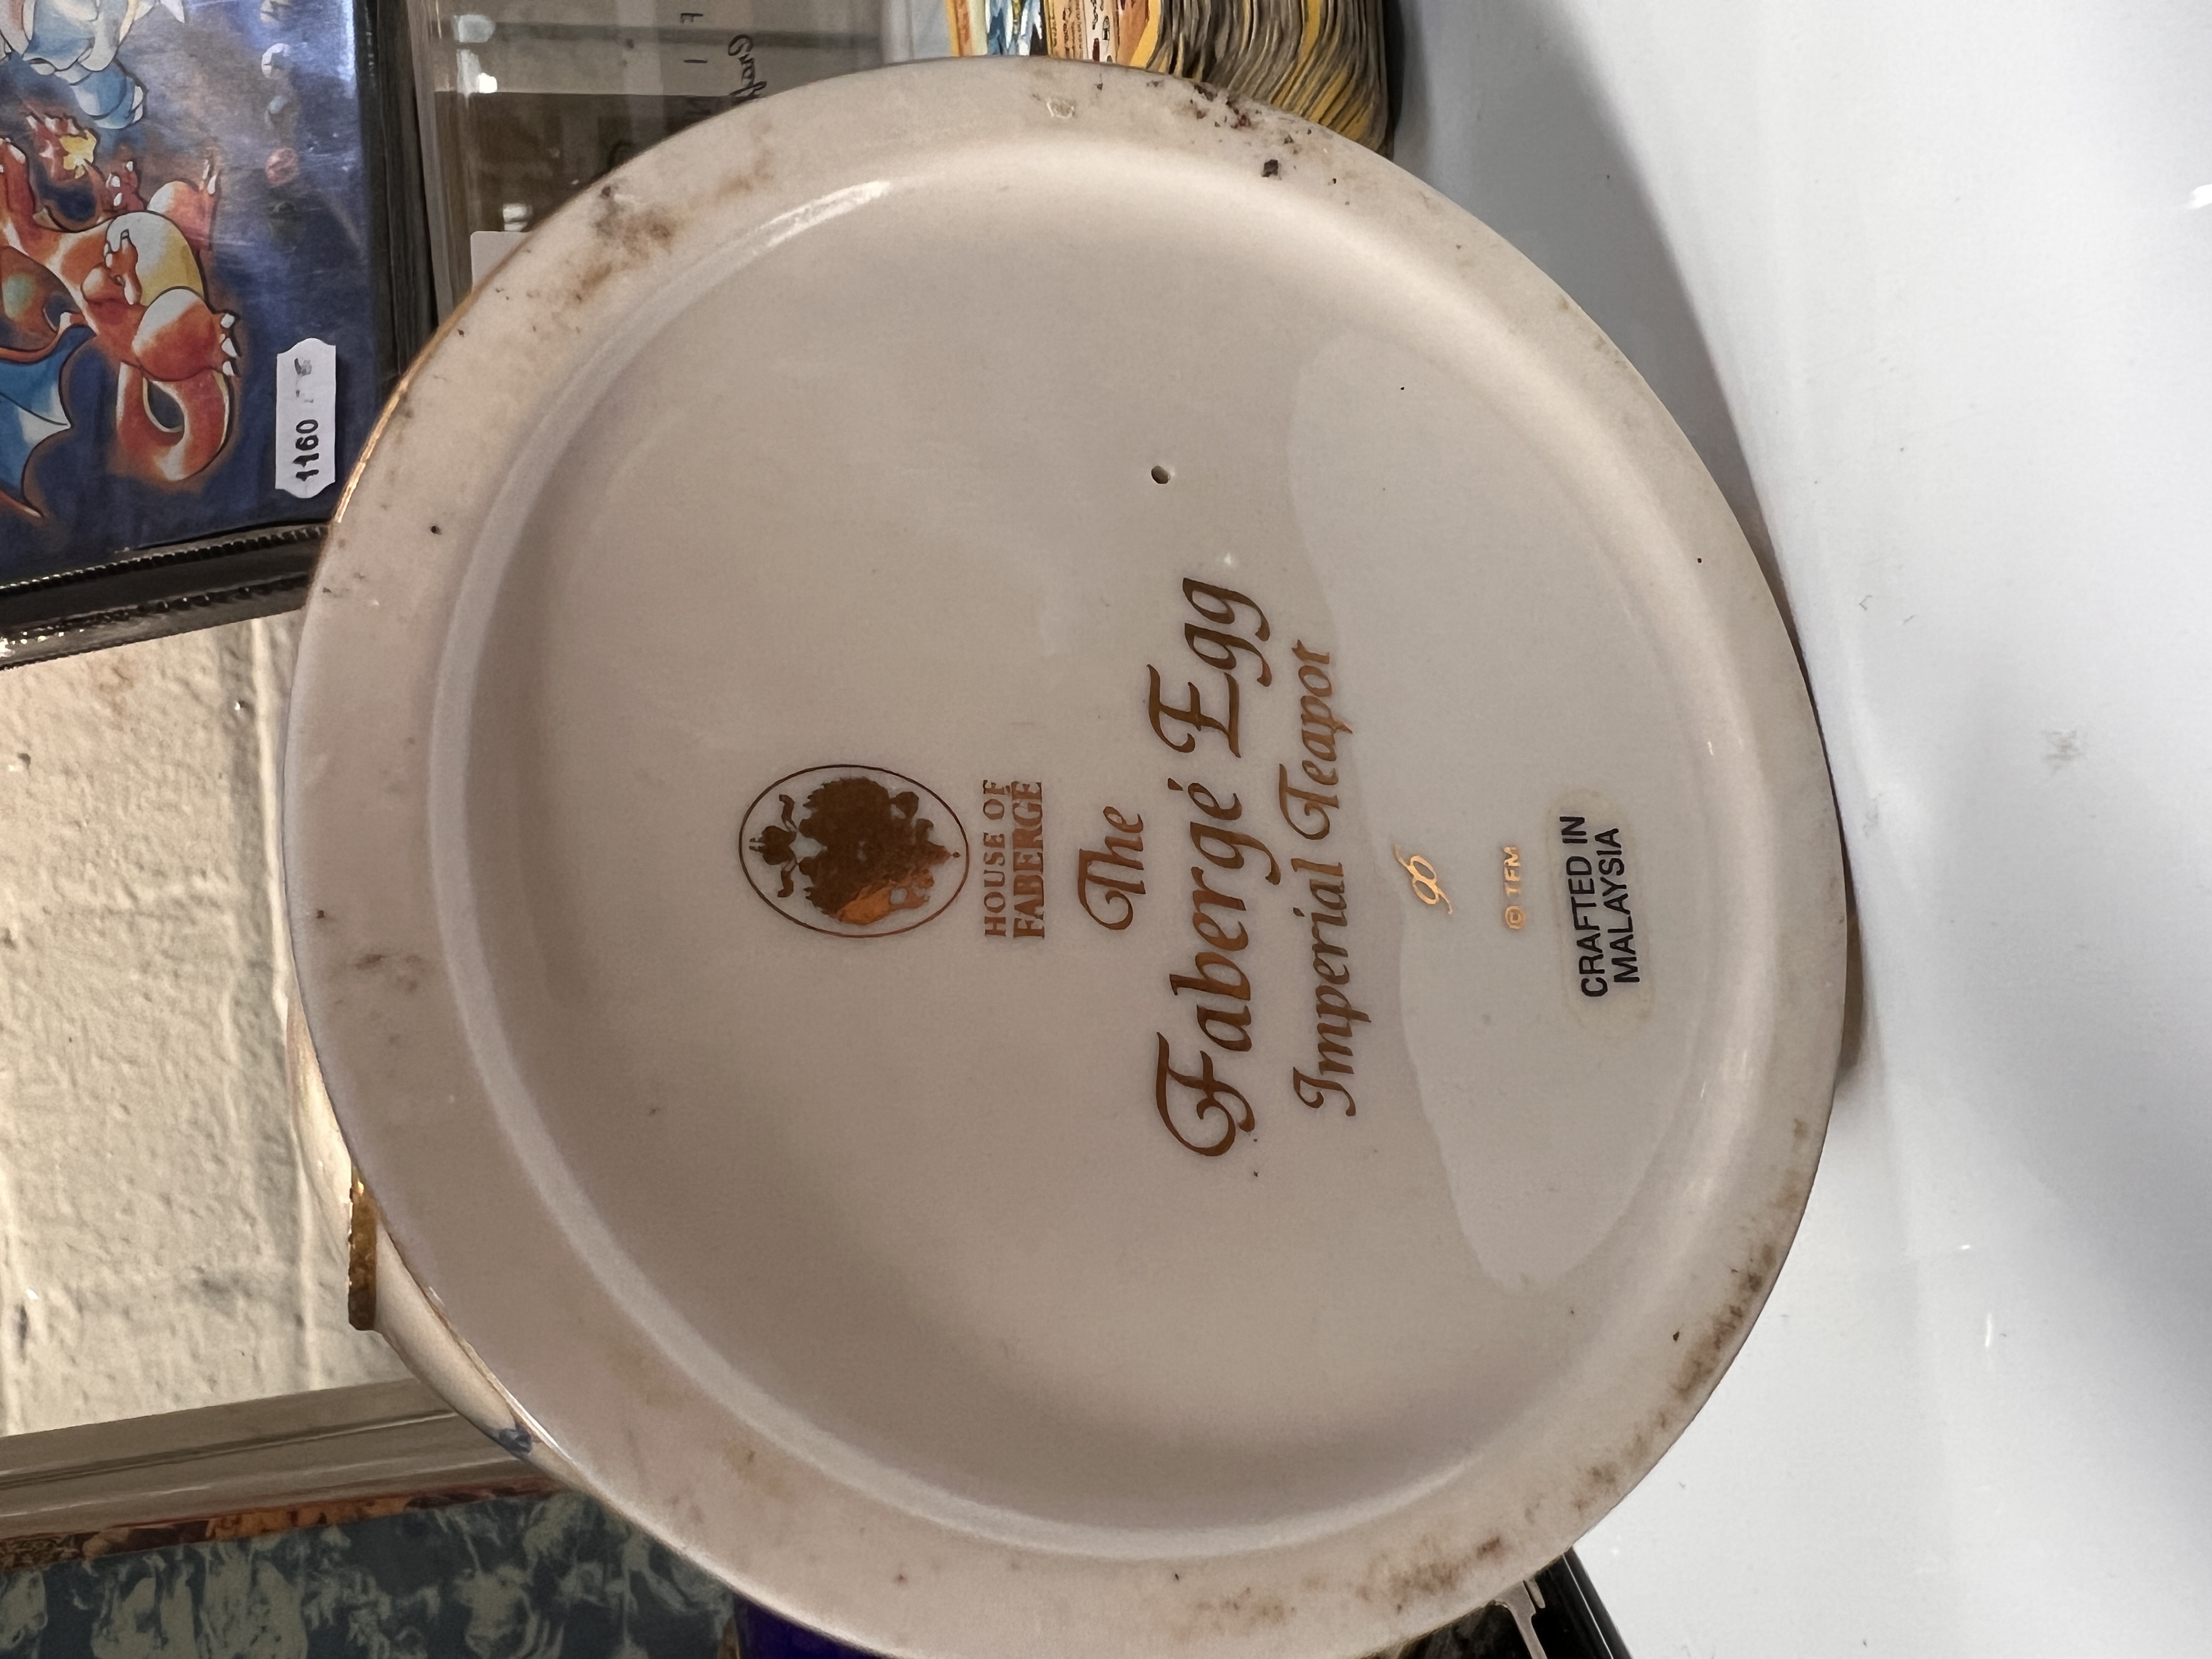 HOUSE OF
FABERGÉ
The
Fabergé Egg
Imperial Teapot
© TFM
CRAFTED IN
MALAYSIA
1160